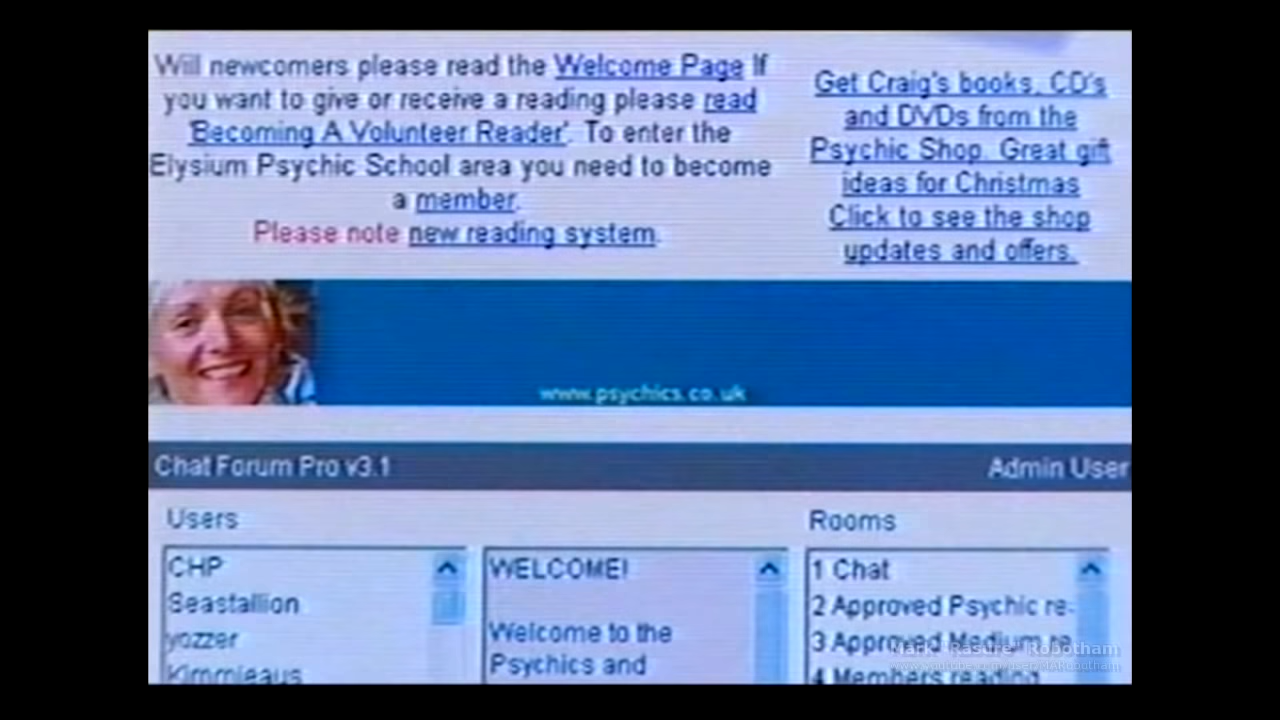 Will newcomers please read the Welcome Page If
you want to give or receive a reading please read
'Becoming A Volunteer Reader'. To enter the
Elysium Psychic School area you need to become
a member.
Please note new reading system.
Get Craig's books, CD's
and DVDs from the
Psychic Shop. Great gift
ideas for Christmas
Click to see the shop
updates and offers.
www.psychics.co.uk
Chat Forum Pro v3.1
Admin User
Users
CHP
Seastallion
yozzer
Kimmieaus
WELCOME!
Welcome to the
Psychics and
Rooms
1 Chat
2 Approved Psychic re
3 Approved Medium re
4 Members reading
Mark "Rasure" Robotham